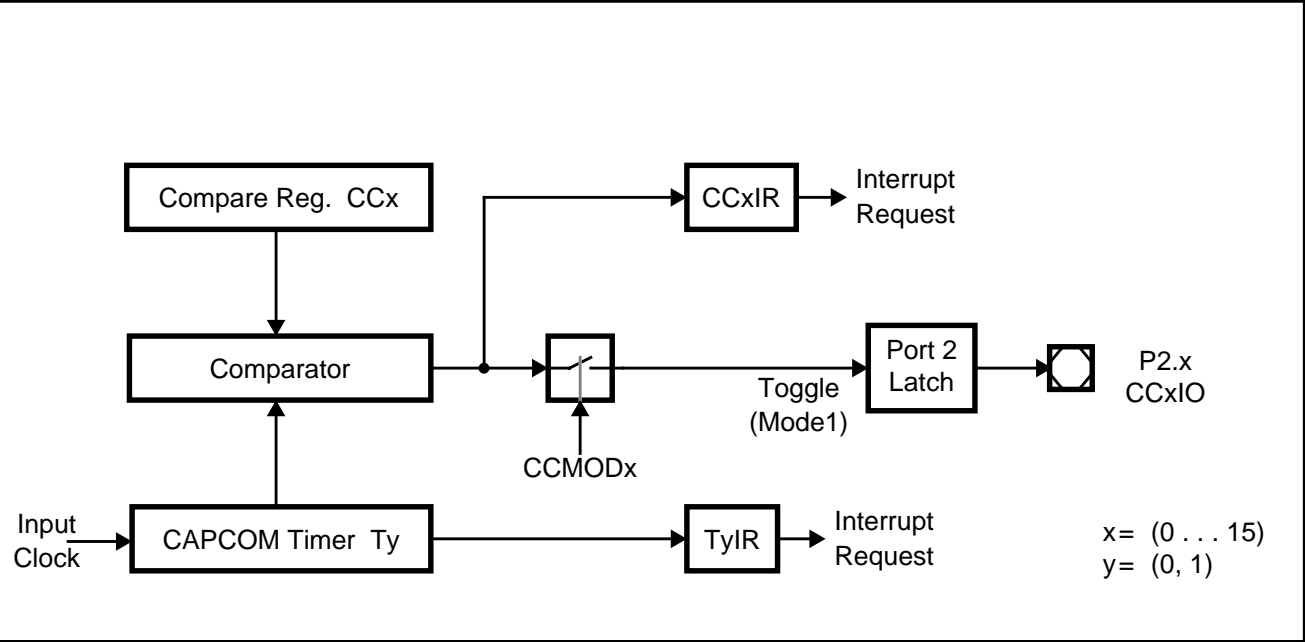 Compare Reg. CCx
CCxIR
Interrupt
Request
Comparator
Toggle
(Mode1)
Port 2
Latch
P2.x
CCxIO
CCMODx
Input
Clock
CAPCOM Timer Ty
TyIR
Interrupt
Request
x= (0 . . . 15)
y= (0, 1)